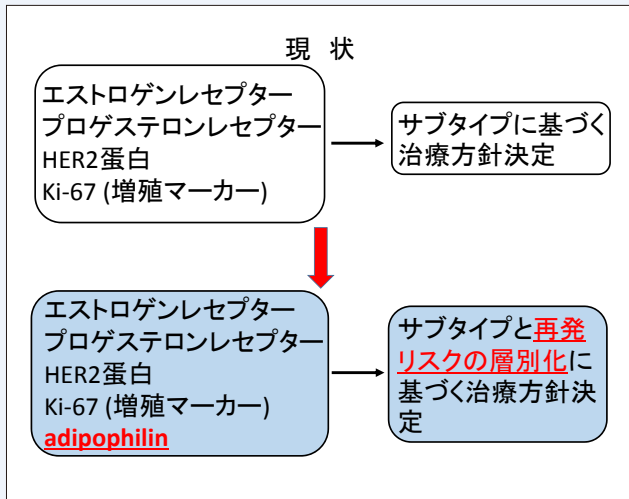 現 状
エストロゲンレセプター
プロゲステロンレセプター
HER2蛋白
Ki-67 (増殖マーカー)
サブタイプに基づく
治療方針決定
エストロゲンレセプター
プロゲステロンレセプター
HER2蛋白
Ki-67 (増殖マーカー)
adipophilin
サブタイプと再発
リスクの層別化に
基づく治療方針決
定